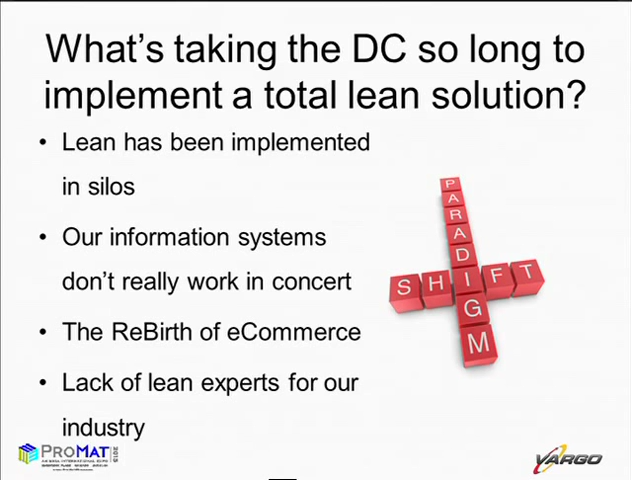 What's taking the DC so long to
implement a total lean solution?
• Lean has been implemented
in silos
• Our information systems
don't really work in concert
• The ReBirth of eCommerce
• Lack of lean experts for our
industry
PARADIGM
SHIFT
PROMAT 2015
VARGO